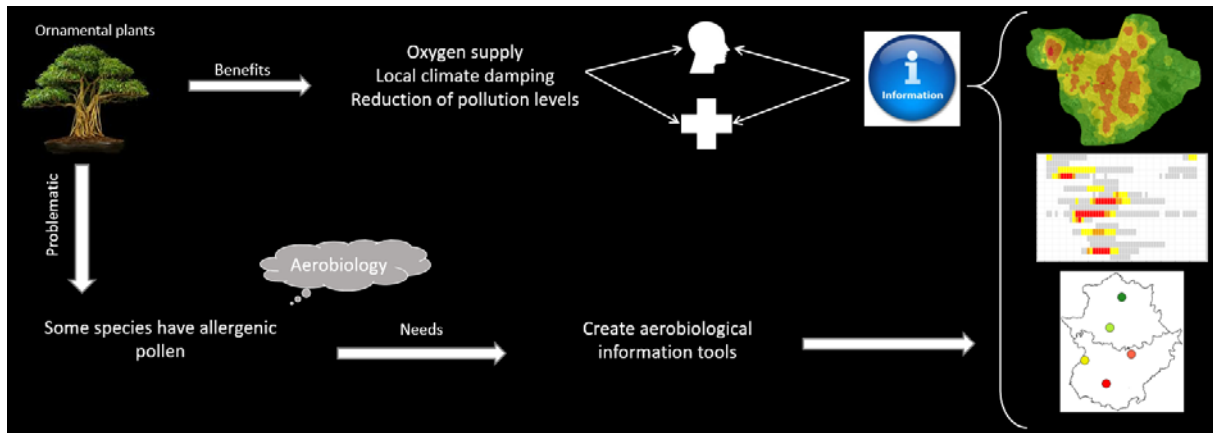 Ornamental plants
Benefits
Oxygen supply
Local climate damping
Reduction of pollution levels
i
Information
Problematic
Aerobiology
Some species have allergenic
pollen
Needs
Create aerobiological
information tools